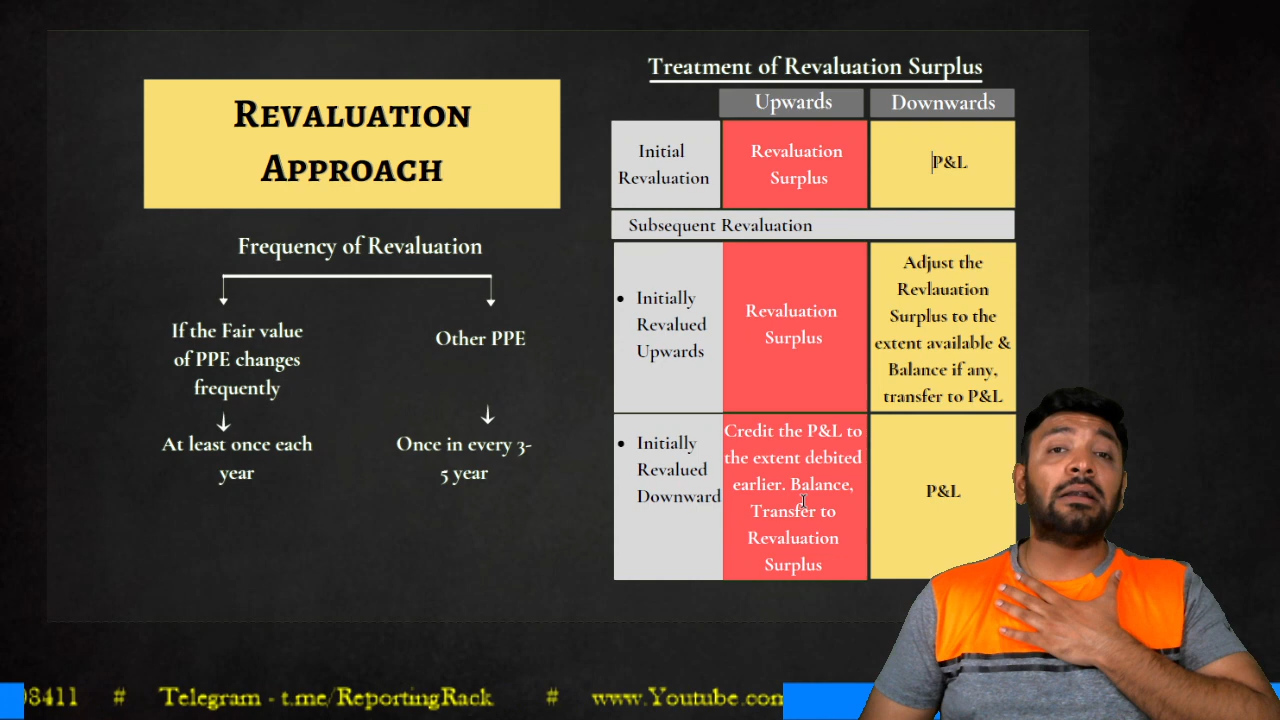 REVALUATION
APPROACH
Frequency of Revaluation
If the Fair value
of PPE changes
frequently
At least once each
year
Other PPE
Once in every 3-
5 year
Treatment of Revaluation Surplus
Upwards
Downwards
Initial
Revaluation
Revaluation
Surplus
P&L
Subsequent Revaluation
• Initially
Revalued
Upwards
Revaluation
Surplus
Adjust the
Revlauation
Surplus to the
extent available &
Balance if any,
transfer to P&L
• Initially
Revalued
Downward
Credit the P&L to
the extent debited
earlier. Balance,
Transfer to
Revaluation
Surplus
P&L
8411 # Telegram - t.me/ReportingRack # www.Youtube.com